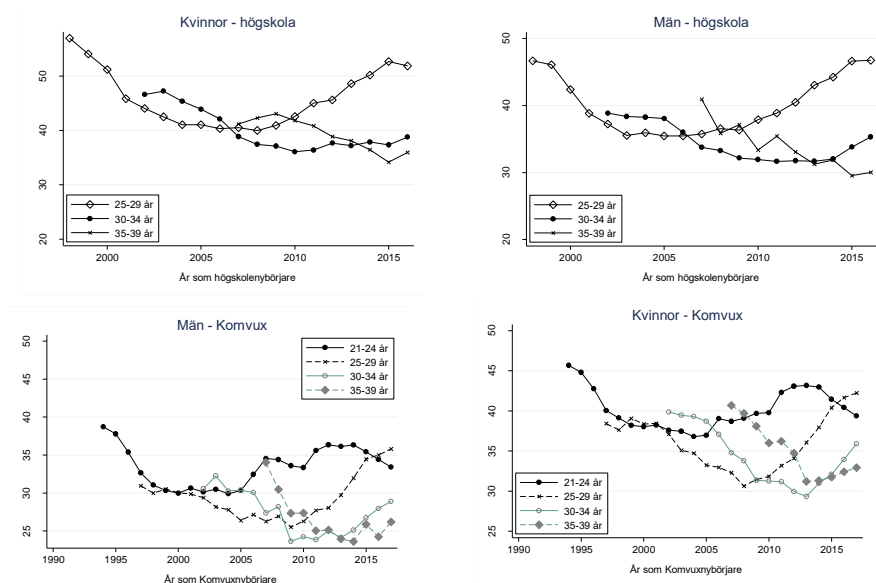 Kvinnor - högskola
50
40
30
20
25-29 år
30-34 år
35-39 år
2000 2005 2010 2015
År som högskolenybörjare
Män - högskola
50
40
30
20
25-29 år
30-34 år
35-39 år
2000 2005 2010 2015
År som högskolenybörjare
Män - Komvux
50
45
40
35
30
25
21-24 år
25-29 år
30-34 år
35-39 år
1990 1995 2000 2005 2010 2015
År som Komvuxnybörjare
Kvinnor - Komvux
50
45
40
35
30
25
21-24 år
25-29 år
30-34 år
35-39 år
1990 1995 2000 2005 2010 2015
År som Komvuxnybörjare